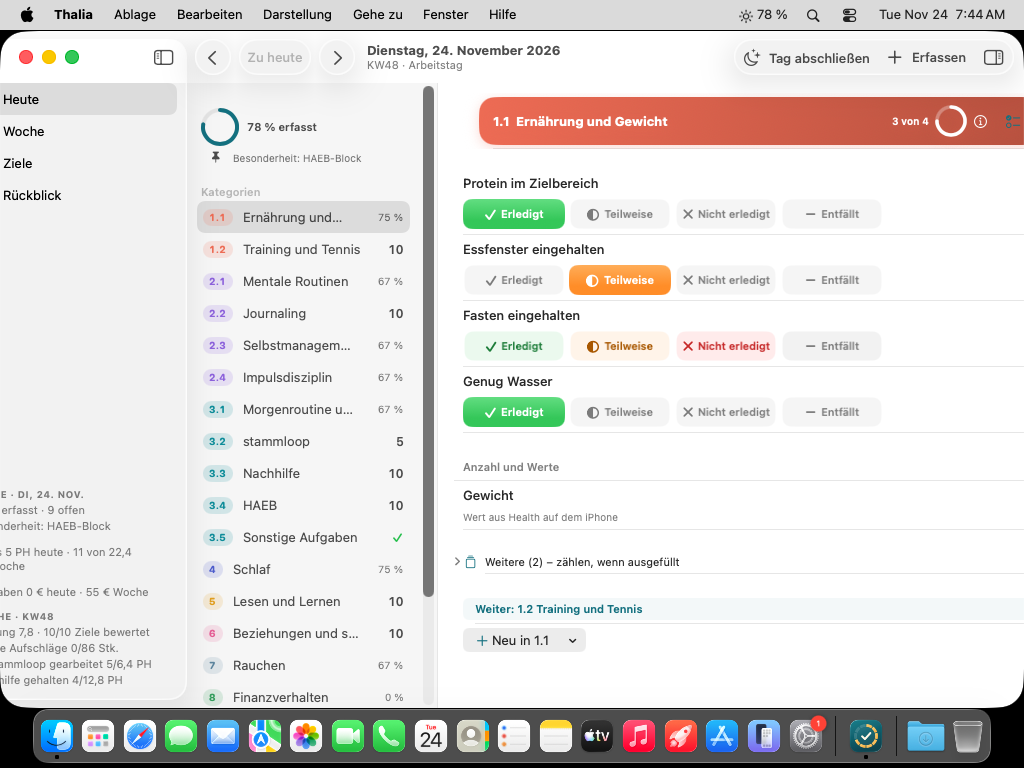 Thalia Ablage Bearbeiten Darstellung Gehe zu Fenster Hilfe 78 % Tue Nov 24 7:44 AM
Zu heute
Dienstag, 24. November 2026
KW48 · Arbeitstag
Tag abschließen
Erfassen
Heute
Woche
Ziele
Rückblick
E · DI, 24. NOV.
erfasst · 9 offen
nderheit: HAEB-Block
s 5 PH heute · 11 von 22,4
oche
aben 0 € heute · 55 € Woche
HE · KW48
ung 7,8 · 10/10 Ziele bewertet
e Aufschläge 0/86 Stk.
ammloop gearbeitet 5/6,4 PH
hilfe gehalten 4/12,8 PH
78 % erfasst
Besonderheit: HAEB-Block
Kategorien
1.1 Ernährung und... 75 %
1.2 Training und Tennis 10
2.1 Mentale Routinen 67 %
2.2 Journaling 10
2.3 Selbstmanagem... 67 %
2.4 Impulsdisziplin 67 %
3.1 Morgenroutine u... 67 %
3.2 stammloop 5
3.3 Nachhilfe 10
3.4 HAEB 10
3.5 Sonstige Aufgaben
4 Schlaf 75 %
5 Lesen und Lernen 10
6 Beziehungen und s... 10
7 Rauchen 67 %
8 Finanzverhalten 0 %
1.1 Ernährung und Gewicht 3 von 4
Protein im Zielbereich
Erledigt Teilweise Nicht erledigt Entfällt
Essfenster eingehalten
Erledigt Teilweise Nicht erledigt Entfällt
Fasten eingehalten
Erledigt Teilweise Nicht erledigt Entfällt
Genug Wasser
Erledigt Teilweise Nicht erledigt Entfällt
Anzahl und Werte
Gewicht
Wert aus Health auf dem iPhone
Weitere (2) – zählen, wenn ausgefüllt
Weiter: 1.2 Training und Tennis
Neu in 1.1
TUE
24
tv
1